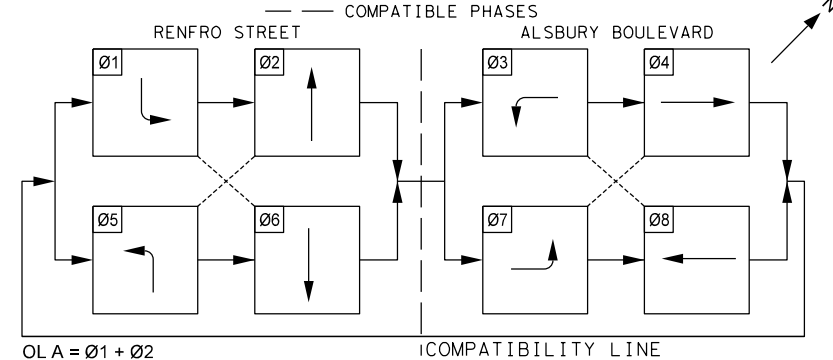 — — COMPATIBLE PHASES
RENFRO STREET
ALSBURY BOULEVARD
N
Ø1
Ø2
Ø3
Ø4
Ø5
Ø6
Ø7
Ø8
OL A = Ø1 + Ø2
COMPATIBILITY LINE